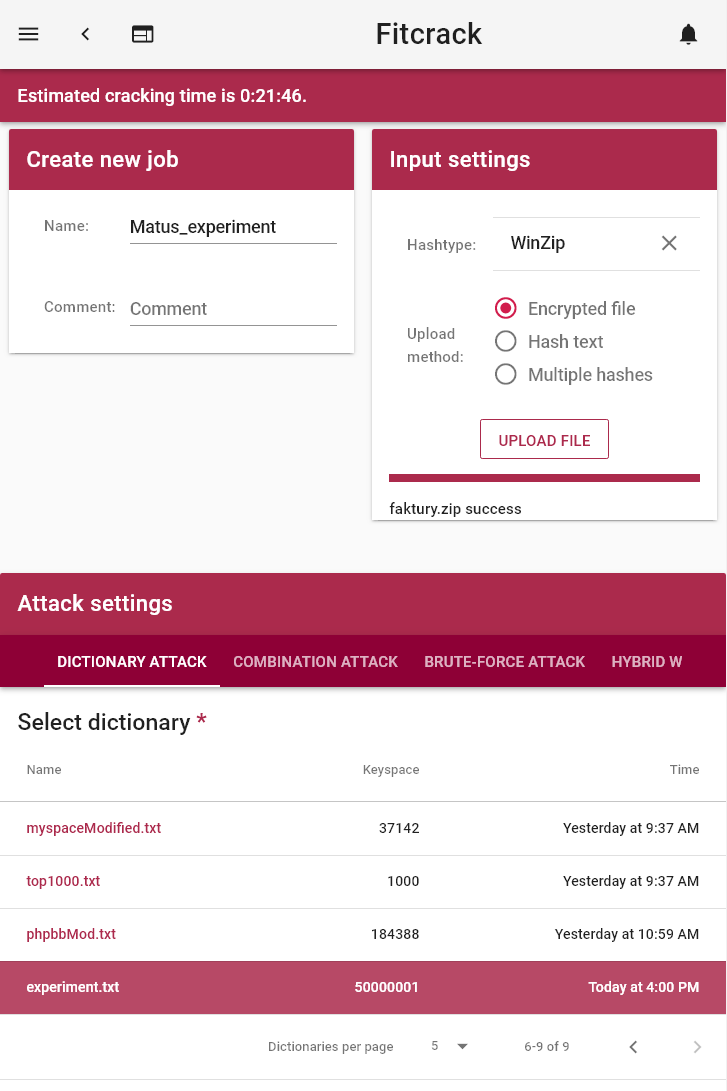 Fitcrack
Estimated cracking time is 0:21:46.
Create new job
Name: Matus_experiment
Comment: Comment
Input settings
Hashtype: WinZip
Upload method:
Encrypted file
Hash text
Multiple hashes
UPLOAD FILE
faktury.zip success
Attack settings
DICTIONARY ATTACK COMBINATION ATTACK BRUTE-FORCE ATTACK HYBRID W
Select dictionary *
Name Keyspace Time
myspaceModified.txt 37142 Yesterday at 9:37 AM
top1000.txt 1000 Yesterday at 9:37 AM
phpbbMod.txt 184388 Yesterday at 10:59 AM
experiment.txt 50000001 Today at 4:00 PM
Dictionaries per page 5 6-9 of 9